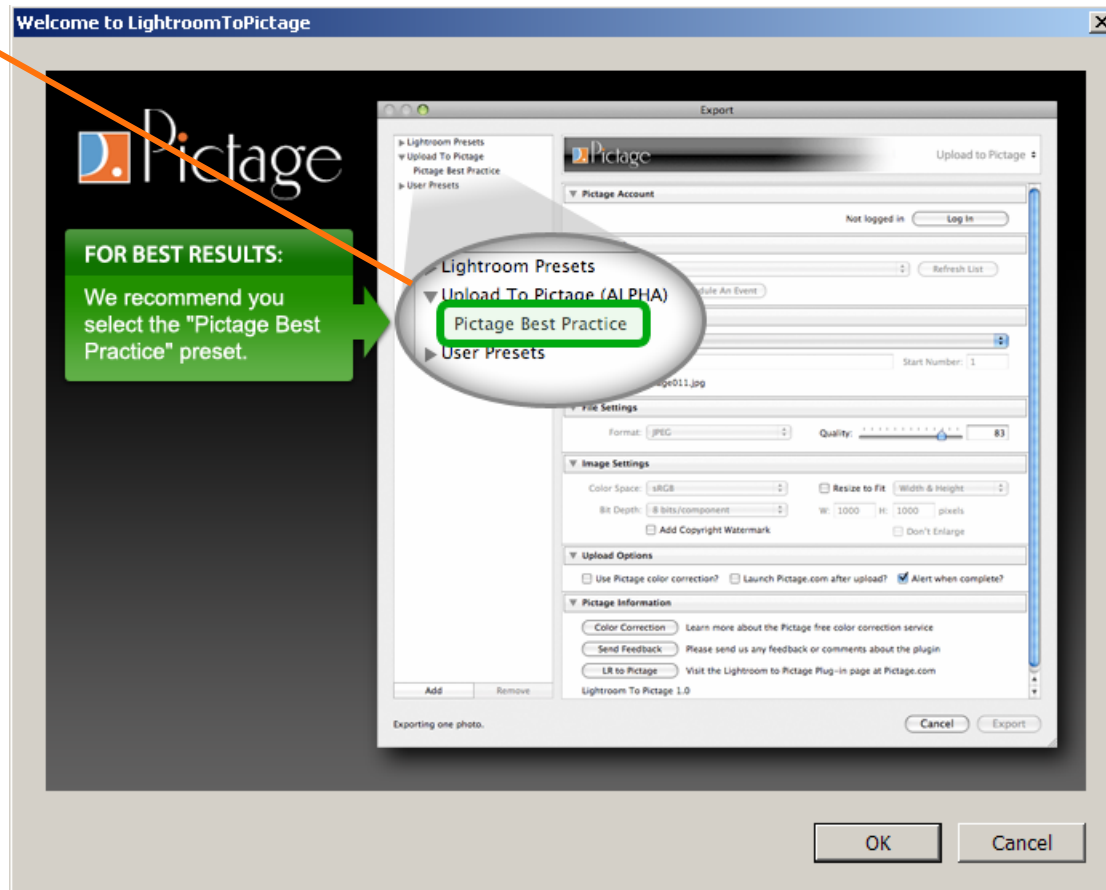 Welcome to LightroomToPictage
Pictage
FOR BEST RESULTS:
We recommend you
select the "Pictage Best
Practice" preset.
Export
Lightroom Presets
Upload To Pictage
Pictage Best Practice
User Presets
Pictage
Upload to Pictage
Pictage Account
Not logged in Log In
Lightroom Presets
Upload To Pictage (ALPHA)
Pictage Best Practice
User Presets
Refresh List
An Event
Start Number: 1
011.jpg
File Settings
Format: JPEG Quality: 83
Image Settings
Color Space: sRGB Resize to Fit Width & Height
Bit Depth: 8 bits/component W: 1000 H: 1000 pixels
Add Copyright Watermark Don't Enlarge
Upload Options
Use Pictage color correction? Launch Pictage.com after upload? Alert when complete?
Pictage Information
Color Correction Learn more about the Pictage free color correction service
Send Feedback Please send us any feedback or comments about the plugin
LR to Pictage Visit the Lightroom to Pictage Plug-in page at Pictage.com
Lightroom To Pictage 1.0
Add Remove
Exporting one photo. Cancel Export
OK Cancel